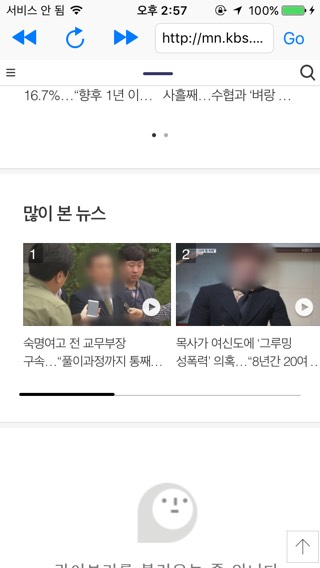 서비스 안 됨 오후 2:57 100%
http://mn.kbs.... Go
16.7%…“향후 1년 이… 사흘째…수협과 ‘벼랑 …
많이 본 뉴스
1
숙명여고 전 교무부장
구속…“풀이과정까지 통째…
2
목사가 여신도에 ‘그루밍
성폭력’ 의혹…“8년간 20여 …